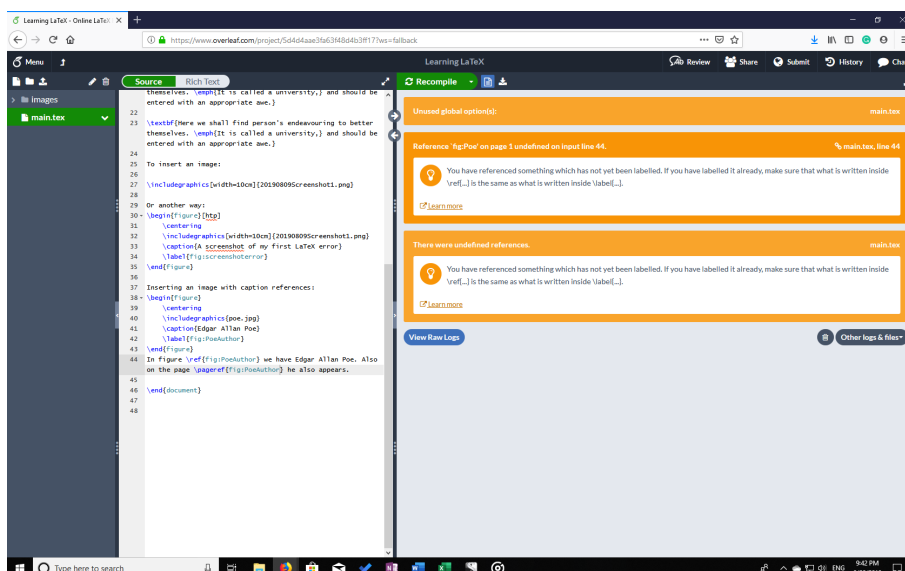 Learning LaTeX - Online LaTeX
https://www.overleaf.com/project/5d4d4aae3fa63f48d4b3ff17?ws=fallback
Menu
Learning LaTeX
Review
Share
Submit
History
Cha
Source
Rich Text
Recompile
images
main.tex
themselves. \emph{It is called a university,} and should be
entered with an appropriate awe.}
22
23 \textbf{Here we shall find person's endeavouring to better
themselves. \emph{It is called a university,} and should be
entered with an appropriate awe.}
24
25 To insert an image:
26
27 \includegraphics[width=10cm]{20190809Screenshot1.png}
28
29 Or another way:
30 \begin{figure}[htp]
31 \centering
32 \includegraphics[width=10cm]{20190809Screenshot1.png}
33 \caption{A screenshot of my first LaTeX error}
34 \label{fig:screenshoterror}
35 \end{figure}
36
37 Inserting an image with caption references:
38 \begin{figure}
39 \centering
40 \includegraphics{poe.jpg}
41 \caption{Edgar Allan Poe}
42 \label{fig:PoeAuthor}
43 \end{figure}
44 In figure \ref{fig:PoeAuthor} we have Edgar Allan Poe. Also
on the page \pageref{fig:PoeAuthor} he also appears.
45
46 \end{document}
47
48
Unused global option(s):
main.tex
Reference 'fig:Poe' on page 1 undefined on input line 44.
main.tex, line 44
You have referenced something which has not yet been labelled. If you have labelled it already, make sure that what is written inside
\ref{...} is the same as what is written inside \label{...}.
Learn more
There were undefined references.
main.tex
You have referenced something which has not yet been labelled. If you have labelled it already, make sure that what is written inside
\ref{...} is the same as what is written inside \label{...}.
Learn more
View Raw Logs
Other logs & files
Type here to search
ENG
9:42 PM